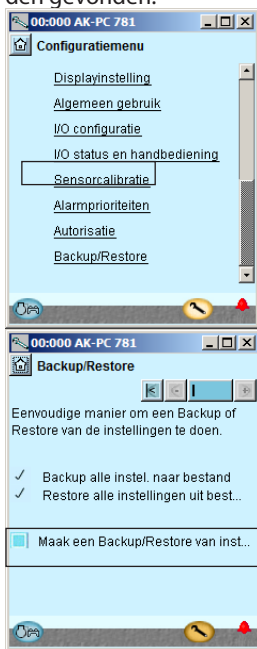 den gevonden.
00:000 AK-PC 781
Configuratiemenu
Displayinstelling
Algemeen gebruik
I/O configuratie
I/O status en handbediening
Sensorcalibratie
Alarmprioriteiten
Autorisatie
Backup/Restore
00:000 AK-PC 781
Backup/Restore
Eenvoudige manier om een Backup of
Restore van de instellingen te doen.
Backup alle instel. naar bestand
Restore alle instellingen uit best...
Maak een Backup/Restore van inst...